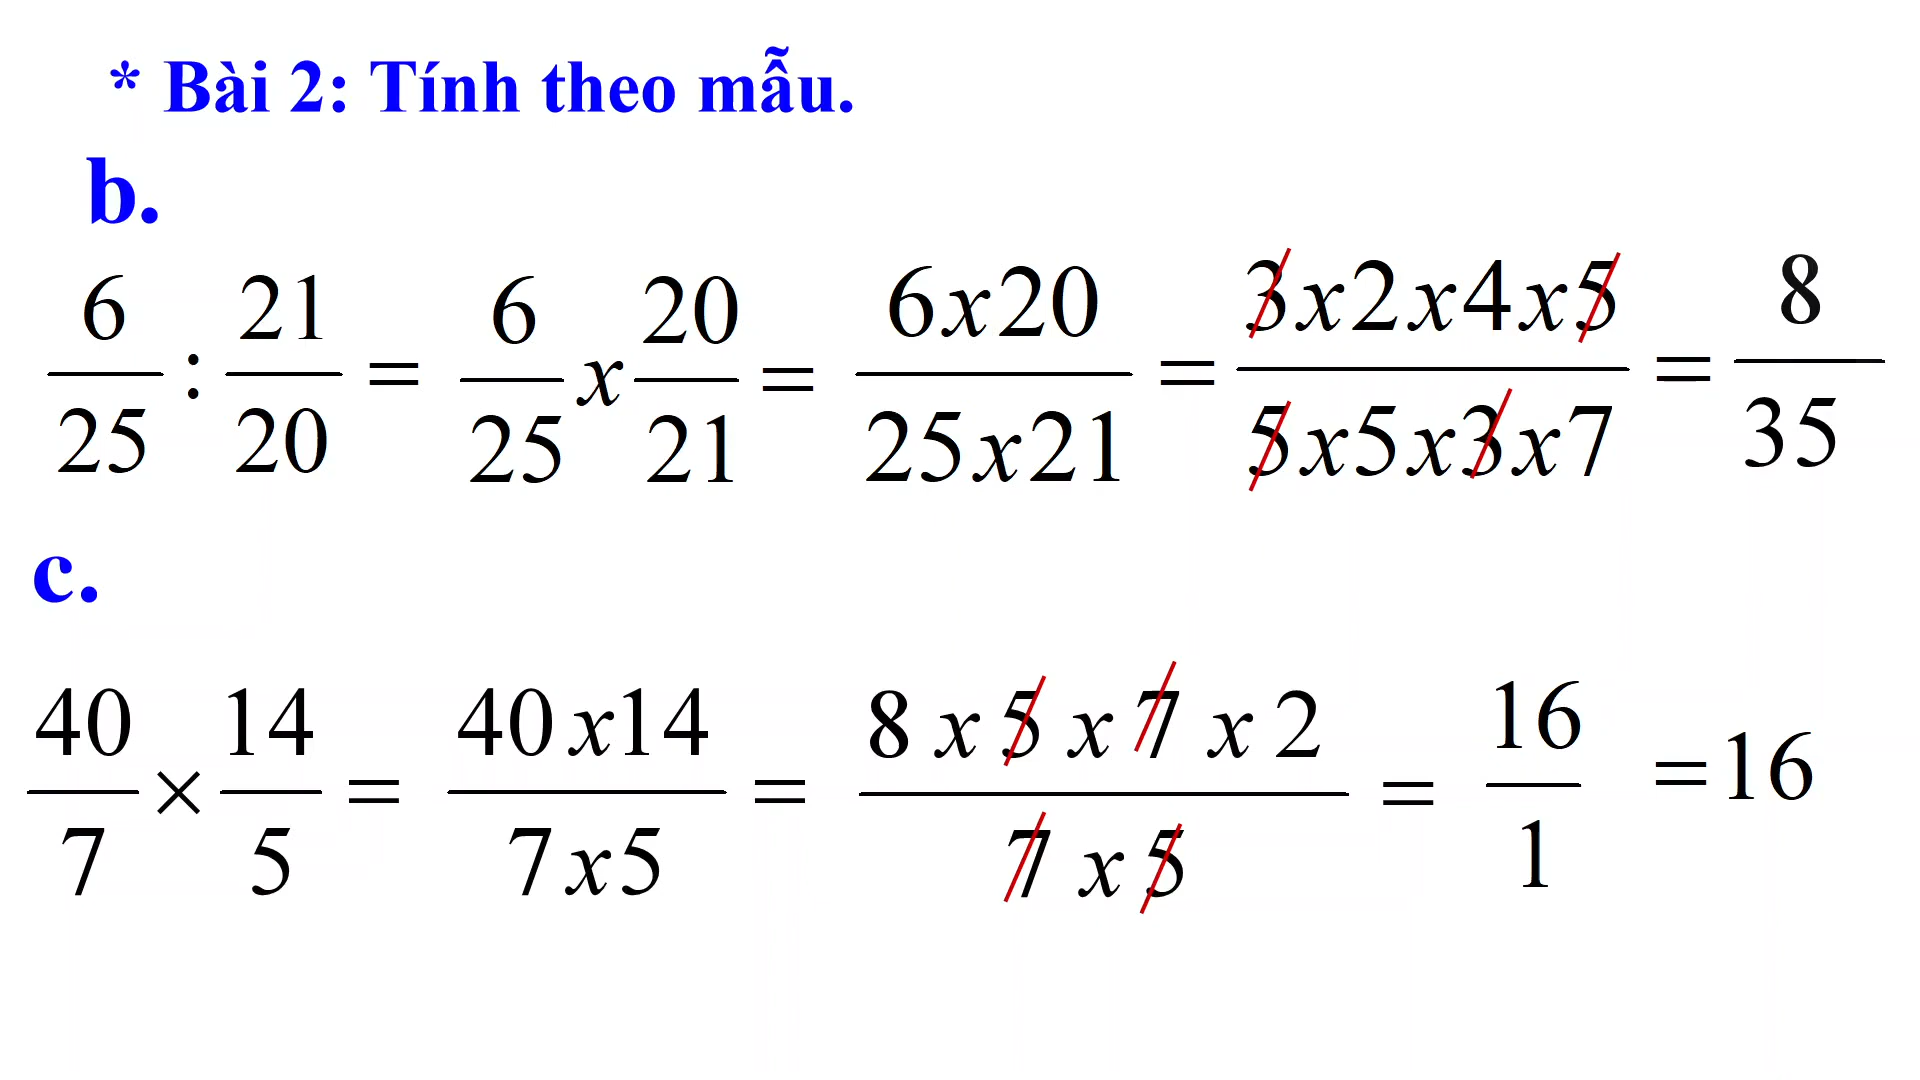 * Bài 2: Tính theo mẫu.
b.
6/25 : 21/20 = 6/25 x 20/21 = 6x20/25x21 = 3x2x4x5/5x5x3x7 = 8/35
c.
40/7 × 14/5 = 40x14/7x5 = 8 x 5 x 7 x 2/7 x 5 = 16/1 =16